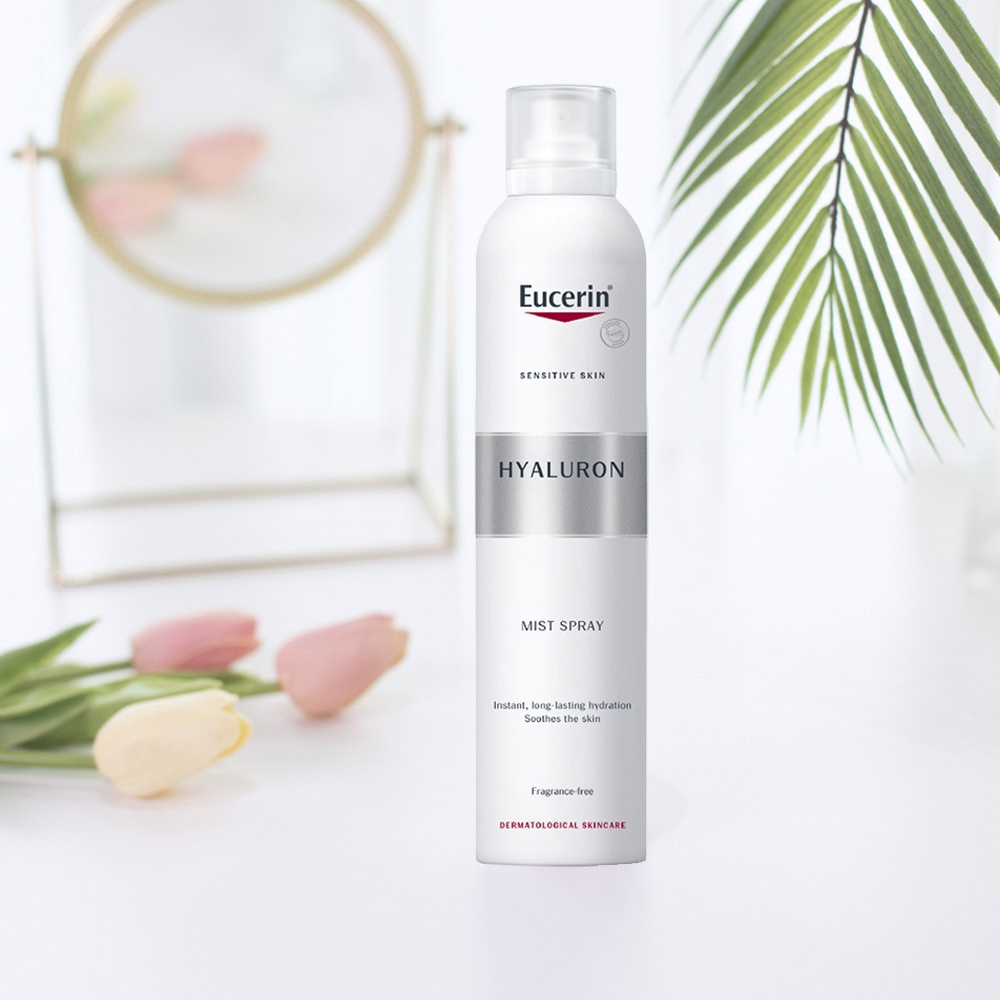 Eucerin®
SENSITIVE SKIN
HYALURON
MIST SPRAY
Instant, long-lasting hydration
Soothes the skin
Fragrance-free
DERMATOLOGICAL SKINCARE